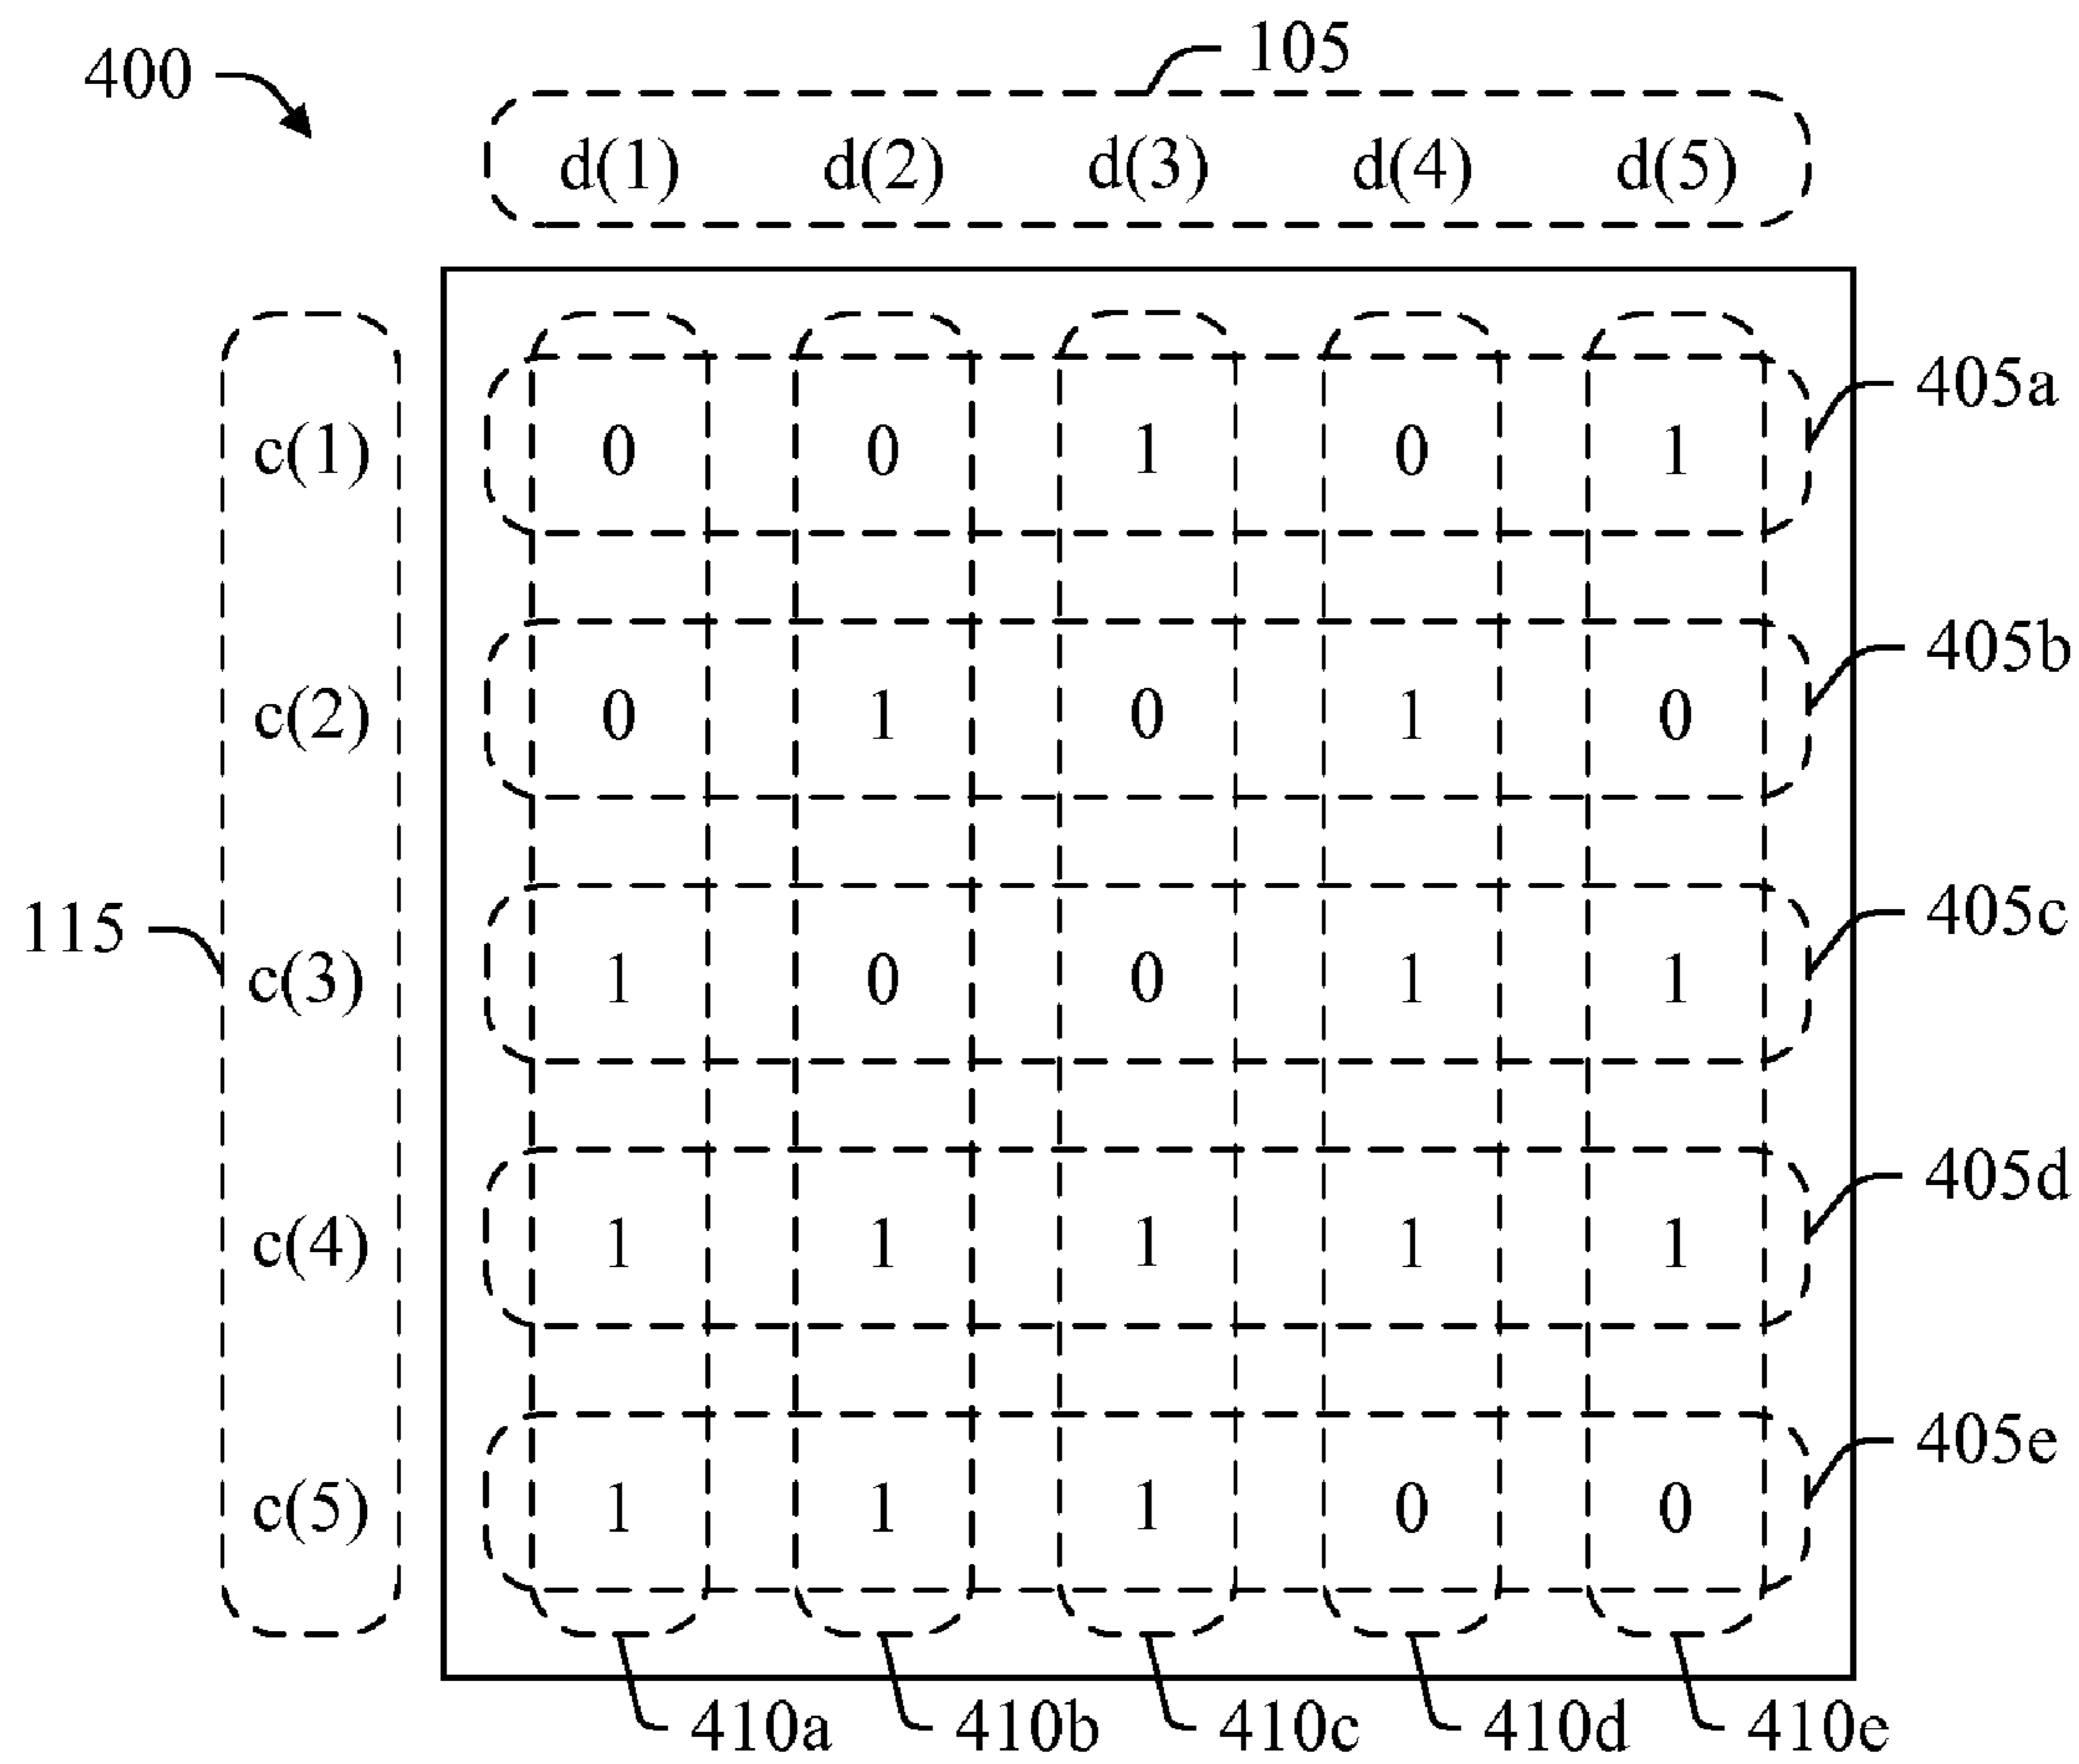 400
105
d(1) d(2) d(3) d(4) d(5)
405a
c(1) 0 0 1 0 1
405b
c(2) 0 1 0 1 0
405c
115
c(3) 1 0 0 1 1
405d
c(4) 1 1 1 1 1
405e
c(5) 1 1 1 0 0
410a 410b 410c 410d 410e